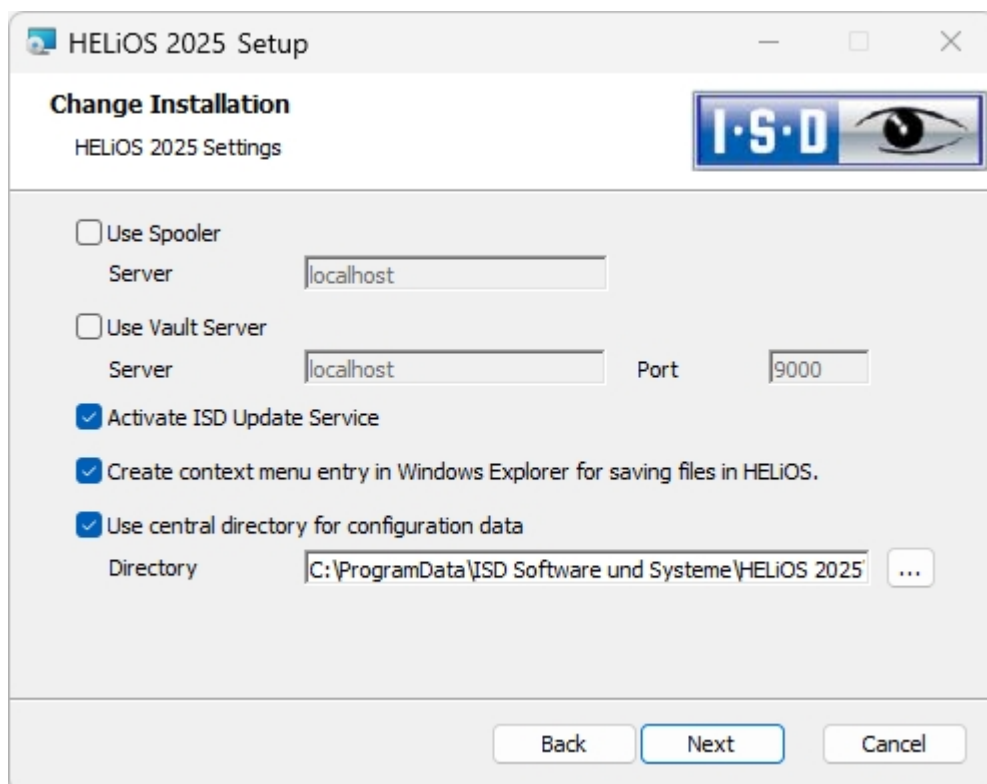 HELiOS 2025 Setup
Change Installation
HELiOS 2025 Settings
I·S·D
Use Spooler
Server localhost
Use Vault Server
Server localhost Port 9000
Activate ISD Update Service
Create context menu entry in Windows Explorer for saving files in HELiOS.
Use central directory for configuration data
Directory C:\ProgramData\ISD Software und Systeme\HELiOS 2025 ...
Back Next Cancel